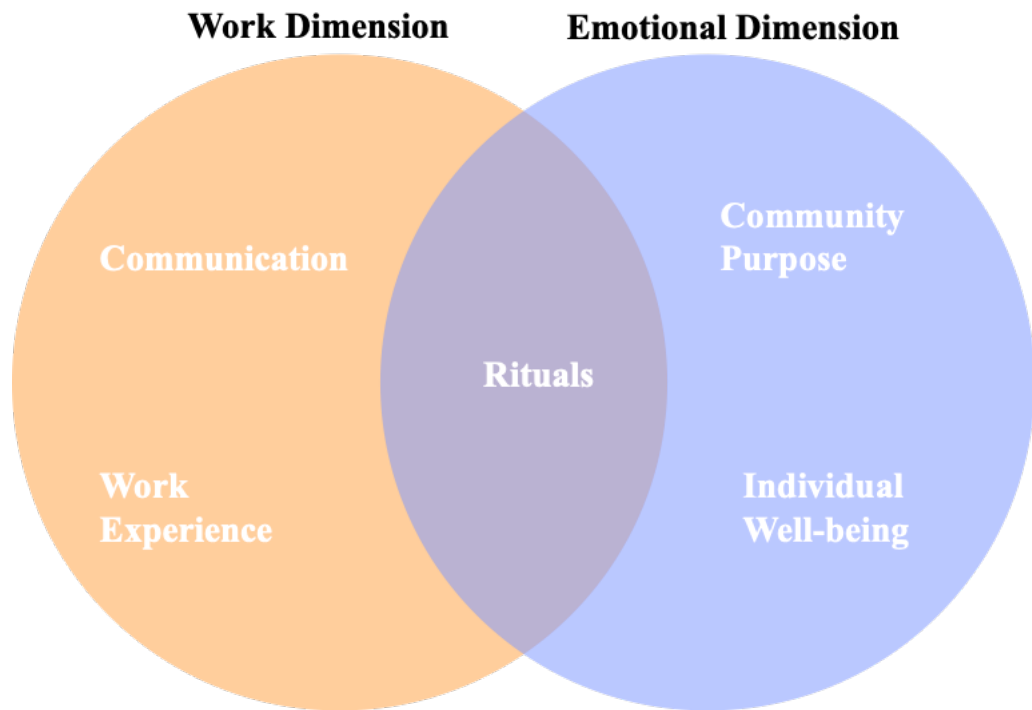 Work Dimension
Emotional Dimension
Communication
Work
Experience
Rituals
Community
Purpose
Individual
Well-being